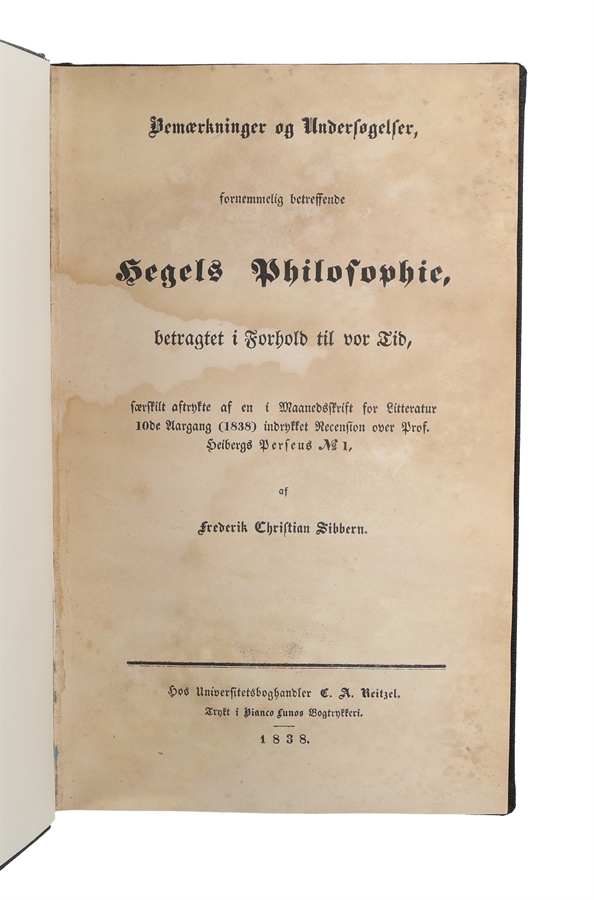 Bemærkninger og Undersøgelser,
fornemmelig betreffende
Hegels Philosophie,
betragtet i Forhold til vor Tid,
særskilt aftrykte af en i Maanedsskrift for Litteratur
10de Aargang (1838) indrykket Recension over Prof.
Heibergs Perseus № 1,
af
Frederik Christian Sibbern.
Hos Universitetsboghandler C. A. Reitzel.
Trykt i Bianco Lunos Bogtrykkeri.
1838.